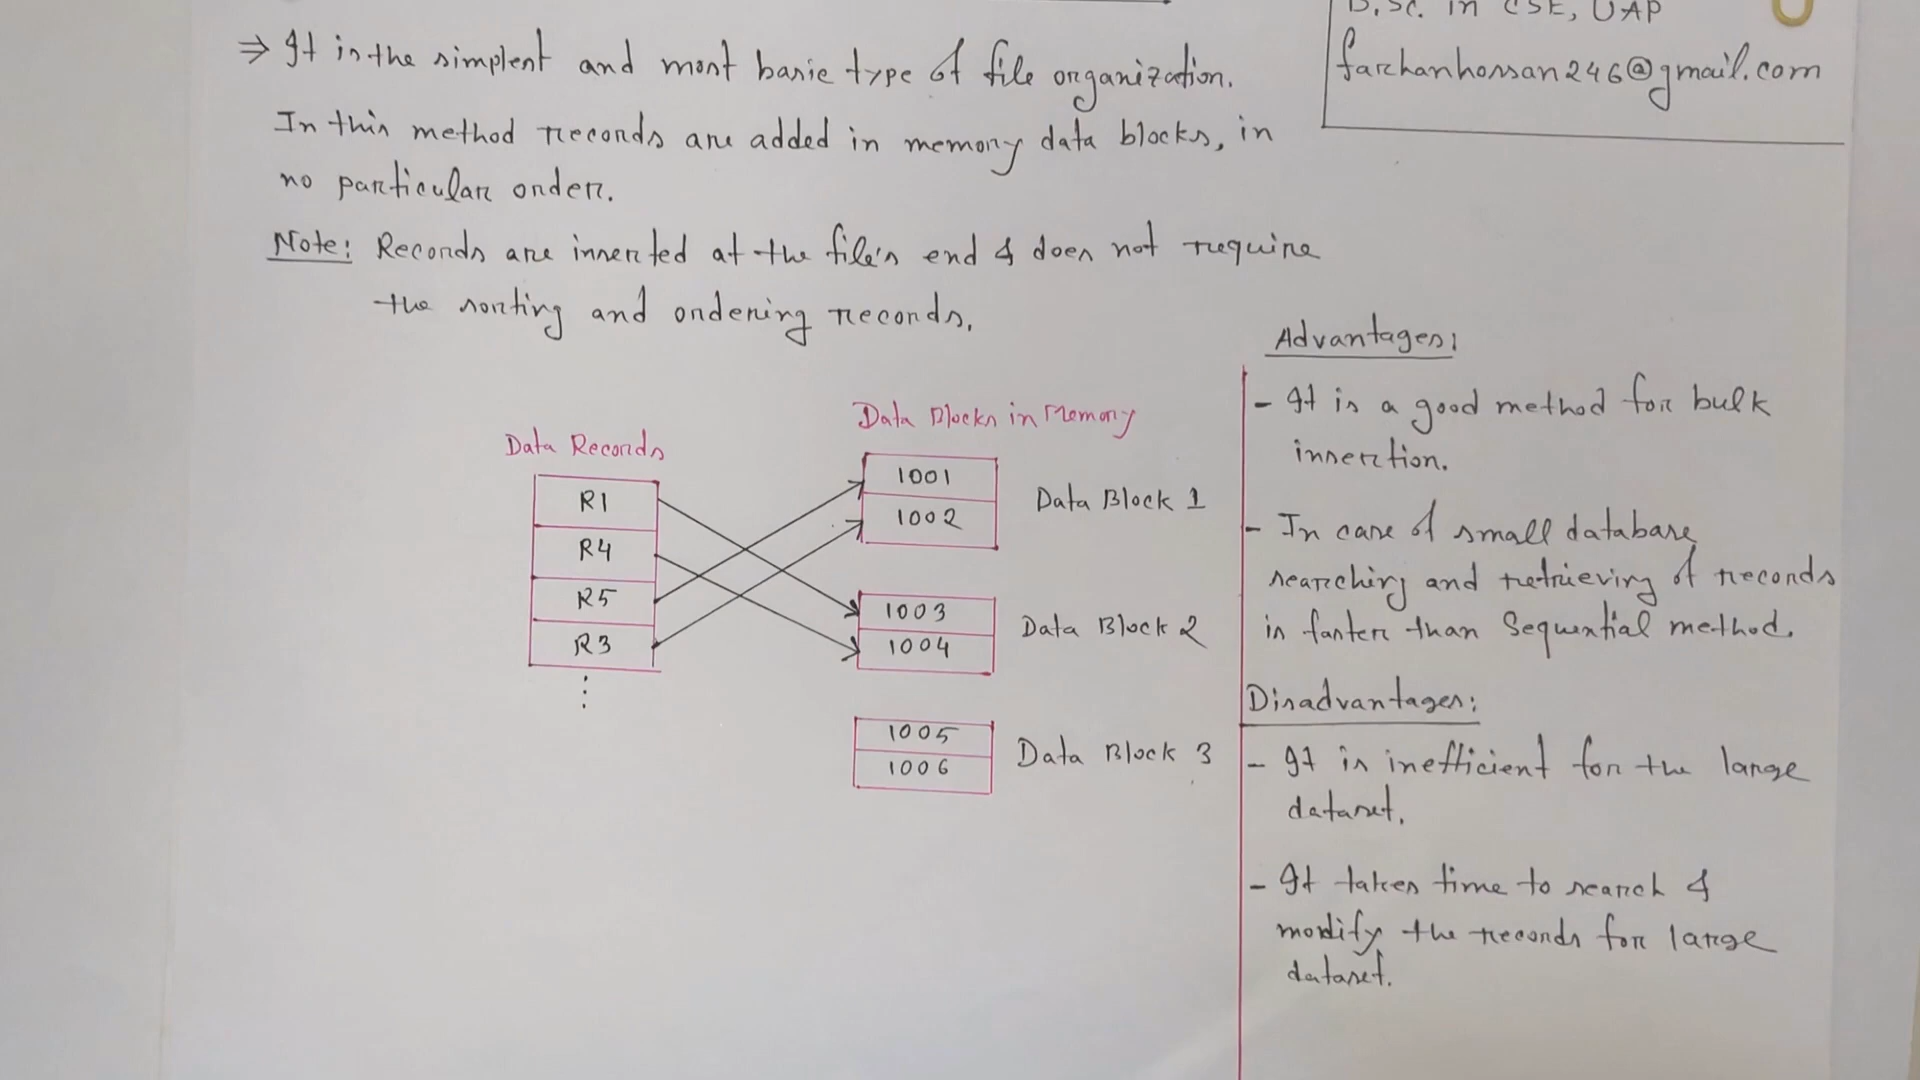 B.Sc. in CSE, UAP
farhanhossan246@gmail.com
⇒ It is the simplest and most basic type of file organization.
In this method records are added in memory data blocks, in
no particular order.
Note: Records are inserted at the file's end & does not require
the sorting and ordering records.
Data Records
R1
R4
R5
R3
⋮
Data Blocks in Memory
1001
1002
Data Block 1
1003
1004
Data Block 2
1005
1006
Data Block 3
Advantages:
- It is a good method for bulk
insertion.
- In case of small database,
searching and retrieving of records
is faster than Sequential method.
Disadvantages:
- It is inefficient for the large
dataset.
- It takes time to search &
modify the records for large
dataset.